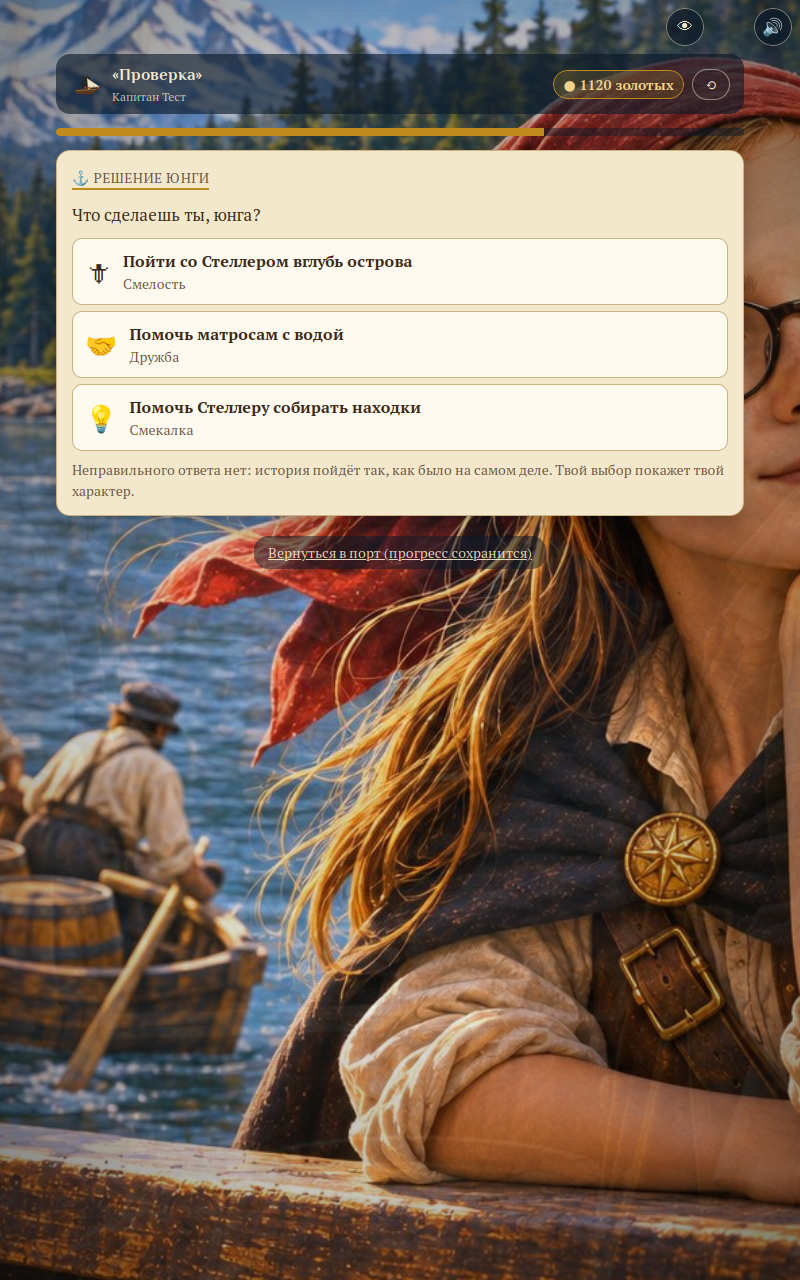 «Проверка»
Капитан Тест
1120 золотых
РЕШЕНИЕ ЮНГИ
Что сделаешь ты, юнга?
Пойти со Стеллером вглубь острова
Смелость
Помочь матросам с водой
Дружба
Помочь Стеллеру собирать находки
Смекалка
Неправильного ответа нет: история пойдёт так, как было на самом деле. Твой выбор покажет твой
характер.
Вернуться в порт (прогресс сохранится)